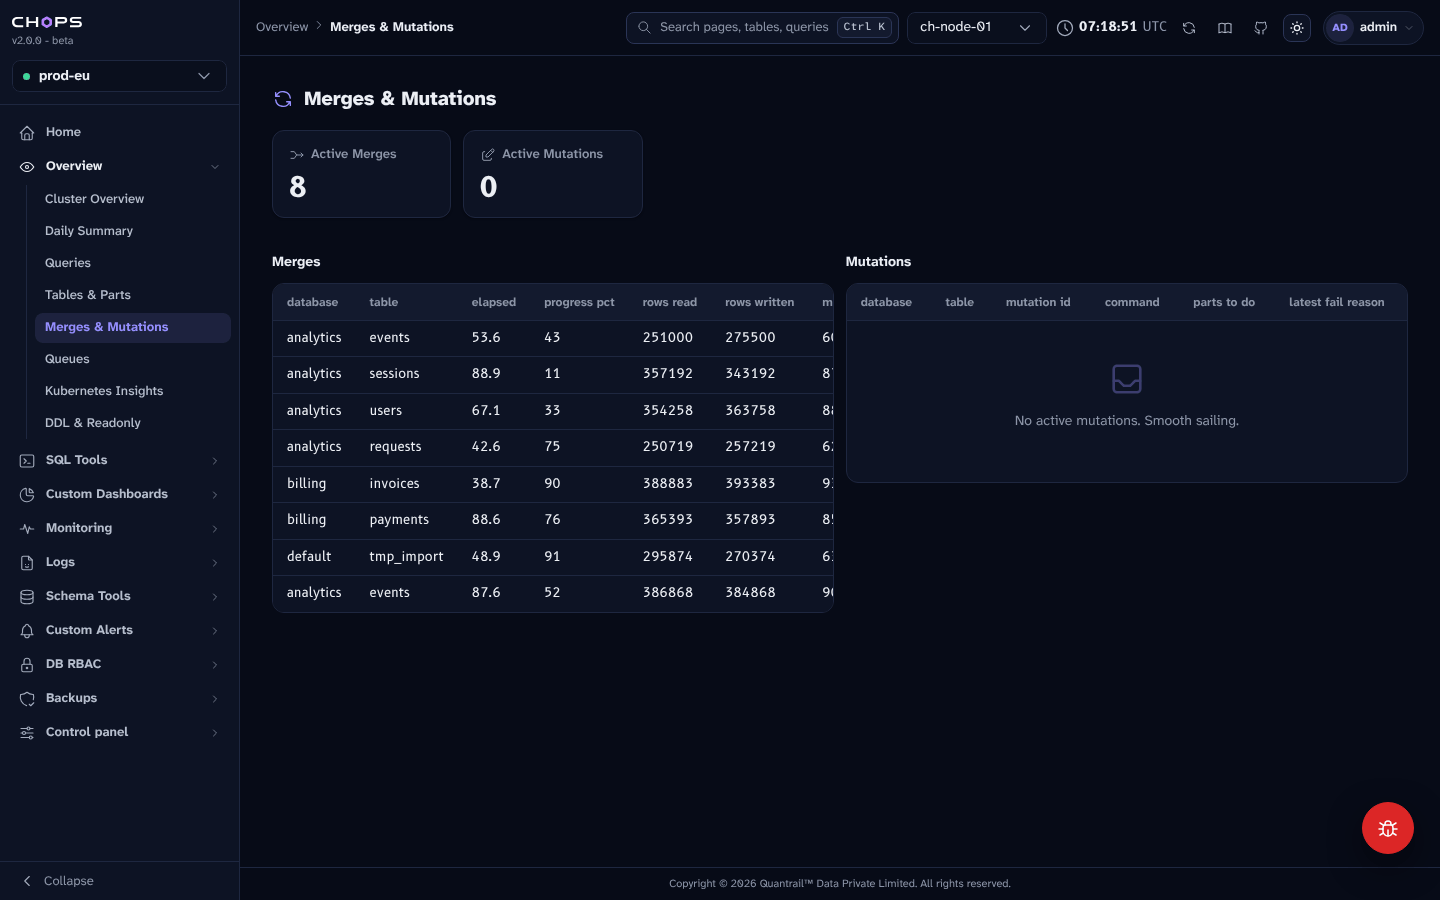 CHOPS
v2.0.0 - beta
prod-eu
Home
Overview
Cluster Overview
Daily Summary
Queries
Tables & Parts
Merges & Mutations
Queues
Kubernetes Insights
DDL & Readonly
SQL Tools
Custom Dashboards
Monitoring
Logs
Schema Tools
Custom Alerts
DB RBAC
Backups
Control panel
Collapse
Overview > Merges & Mutations
Search pages, tables, queries Ctrl K
ch-node-01
07:18:51 UTC
AD admin
Merges & Mutations
Active Merges
8
Active Mutations
0
Merges
database table elapsed progress pct rows read rows written
analytics events 53.6 43 251000 275500
analytics sessions 88.9 11 357192 343192
analytics users 67.1 33 354258 363758
analytics requests 42.6 75 250719 257219
billing invoices 38.7 90 388883 393383
billing payments 88.6 76 365393 357893
default tmp_import 48.9 91 295874 270374
analytics events 87.6 52 386868 384868
Mutations
database table mutation id command parts to do latest fail reason
No active mutations. Smooth sailing.
Copyright © 2026 Quantrail™ Data Private Limited. All rights reserved.